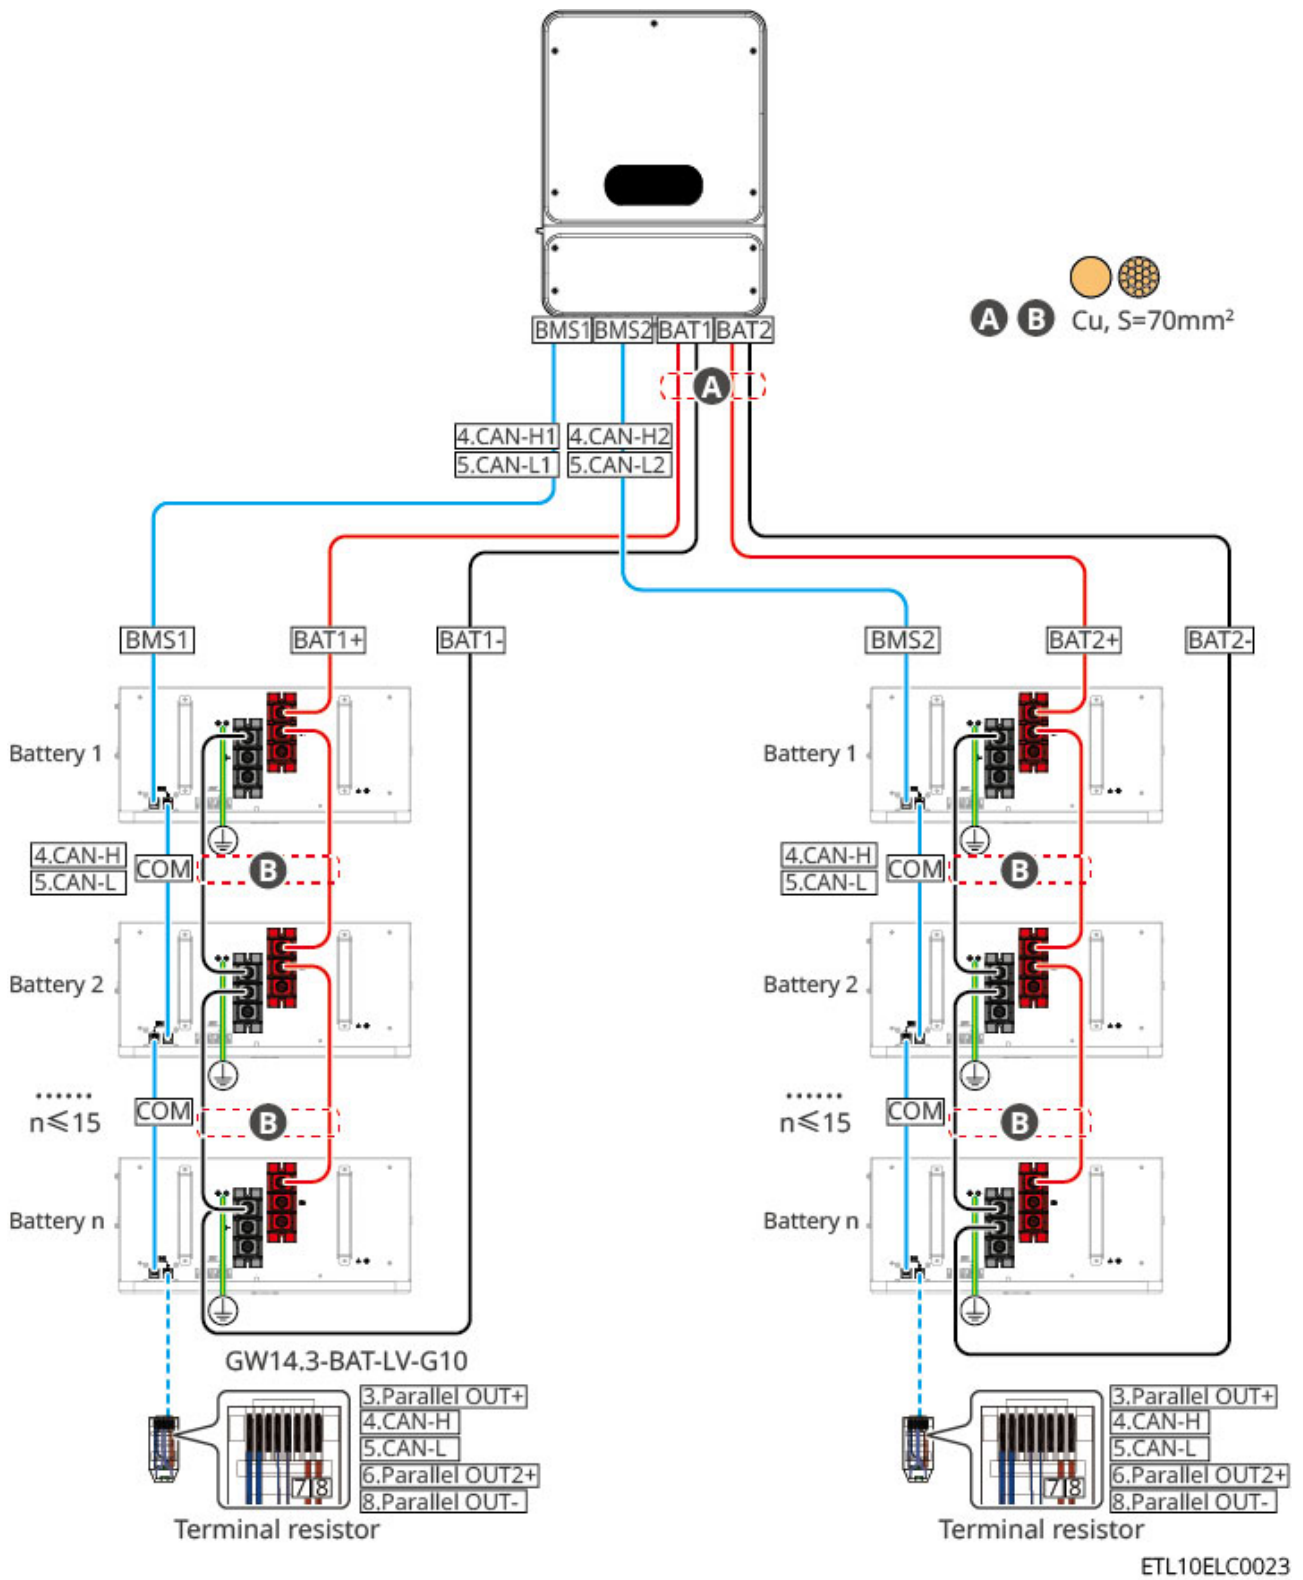 BMS1 BMS2 BAT1 BAT2
A
A B Cu, S=70mm²
4.CAN-H1 4.CAN-H2
5.CAN-L1 5.CAN-L2
BMS1 BAT1+ BAT1- BMS2 BAT2+ BAT2-
Battery 1
Battery 1
4.CAN-H
5.CAN-L
COM
B
4.CAN-H
5.CAN-L
COM
B
Battery 2
Battery 2
......
n≤15
COM
B
......
n≤15
COM
B
Battery n
Battery n
GW14.3-BAT-LV-G10
3.Parallel OUT+
4.CAN-H
5.CAN-L
6.Parallel OUT2+
8.Parallel OUT-
7 8
Terminal resistor
3.Parallel OUT+
4.CAN-H
5.CAN-L
6.Parallel OUT2+
8.Parallel OUT-
7 8
Terminal resistor
ETL10ELC0023